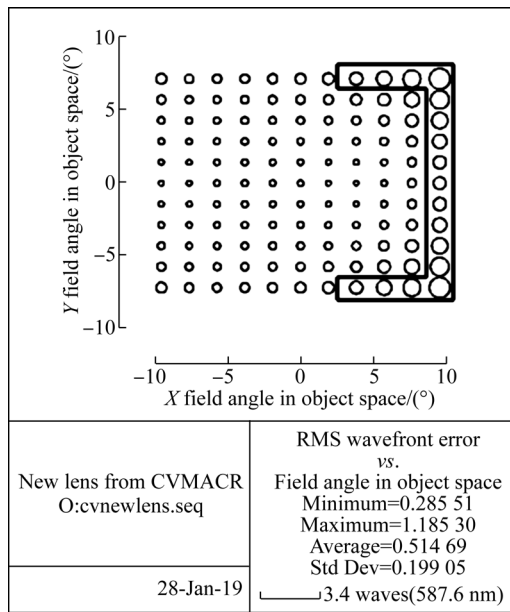 10
5
0
−5
−10
Y field angle in object space/(°)
−10 −5 0 5 10
X field angle in object space/(°)
New lens from CVMACR
O:cvnewlens.seq
28-Jan-19
RMS wavefront error
vs.
Field angle in object space
Minimum=0.285 51
Maximum=1.185 30
Average=0.514 69
Std Dev=0.199 05
3.4 waves(587.6 nm)